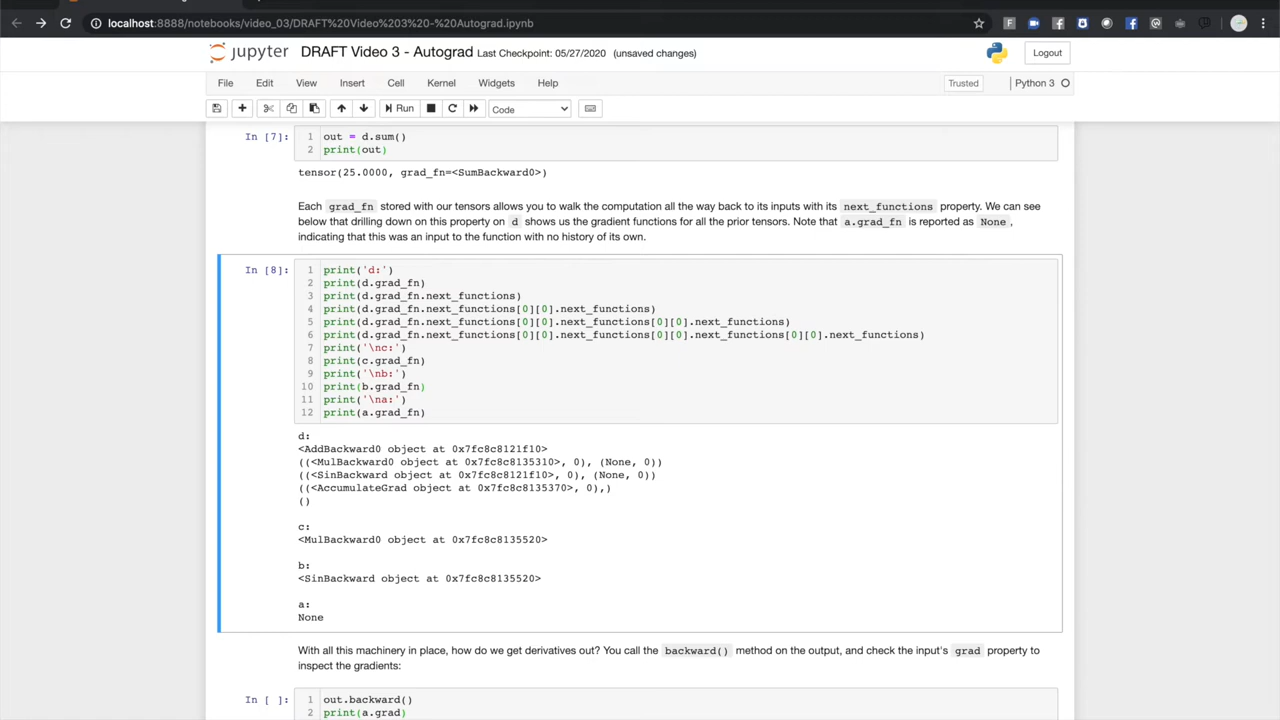 localhost:8888/notebooks/video_03/DRAFT%20Video%203%20-%20Autograd.ipynb
jupyter DRAFT Video 3 - Autograd Last Checkpoint: 05/27/2020 (unsaved changes) Logout
File Edit View Insert Cell Kernel Widgets Help Trusted Python 3
Run Code
In [7]: 1 out = d.sum()
2 print(out)
tensor(25.0000, grad_fn=<SumBackward0>)
Each grad_fn stored with our tensors allows you to walk the computation all the way back to its inputs with its next_functions property. We can see
below that drilling down on this property on d shows us the gradient functions for all the prior tensors. Note that a.grad_fn is reported as None ,
indicating that this was an input to the function with no history of its own.
In [8]: 1 print('d:')
2 print(d.grad_fn)
3 print(d.grad_fn.next_functions)
4 print(d.grad_fn.next_functions[0][0].next_functions)
5 print(d.grad_fn.next_functions[0][0].next_functions[0][0].next_functions)
6 print(d.grad_fn.next_functions[0][0].next_functions[0][0].next_functions[0][0].next_functions)
7 print('\nc:')
8 print(c.grad_fn)
9 print('\nb:')
10 print(b.grad_fn)
11 print('\na:')
12 print(a.grad_fn)
d:
<AddBackward0 object at 0x7fc8c8121f10>
((<MulBackward0 object at 0x7fc8c8135310>, 0), (None, 0))
((<SinBackward object at 0x7fc8c8121f10>, 0), (None, 0))
((<AccumulateGrad object at 0x7fc8c8135370>, 0),)
()
c:
<MulBackward0 object at 0x7fc8c8135520>
b:
<SinBackward object at 0x7fc8c8135520>
a:
None
With all this machinery in place, how do we get derivatives out? You call the backward() method on the output, and check the input's grad property to
inspect the gradients:
In [ ]: 1 out.backward()
2 print(a.grad)